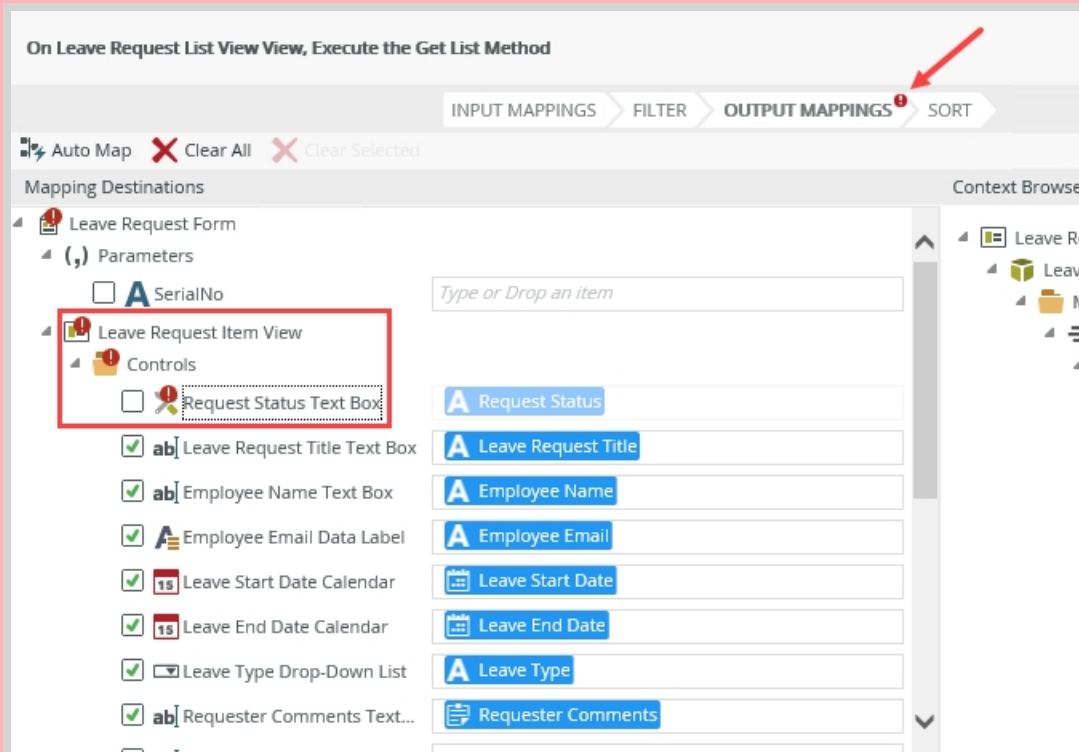 On Leave Request List View View, Execute the Get List Method
INPUT MAPPINGS FILTER OUTPUT MAPPINGS SORT
Auto Map Clear All Clear Selected
Mapping Destinations Context Browse
Leave Request Form Leave R
Parameters Leav
SerialNo Type or Drop an item
Leave Request Item View
Controls
Request Status Text Box A Request Status
ab Leave Request Title Text Box A Leave Request Title
ab Employee Name Text Box A Employee Name
Employee Email Data Label A Employee Email
15 Leave Start Date Calendar Leave Start Date
15 Leave End Date Calendar Leave End Date
Leave Type Drop-Down List A Leave Type
ab Requester Comments Text... Requester Comments